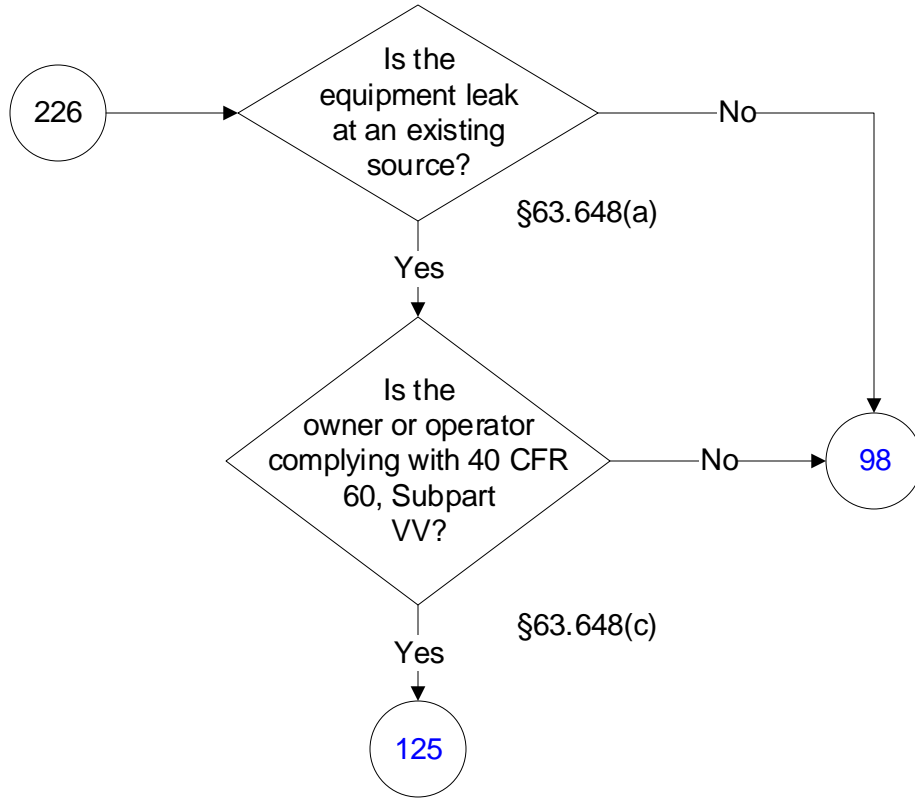 226
Is the
equipment leak
at an existing
source?
No
§63.648(a)
Yes
Is the
owner or operator
complying with 40 CFR
60, Subpart
VV?
No
98
§63.648(c)
Yes
125